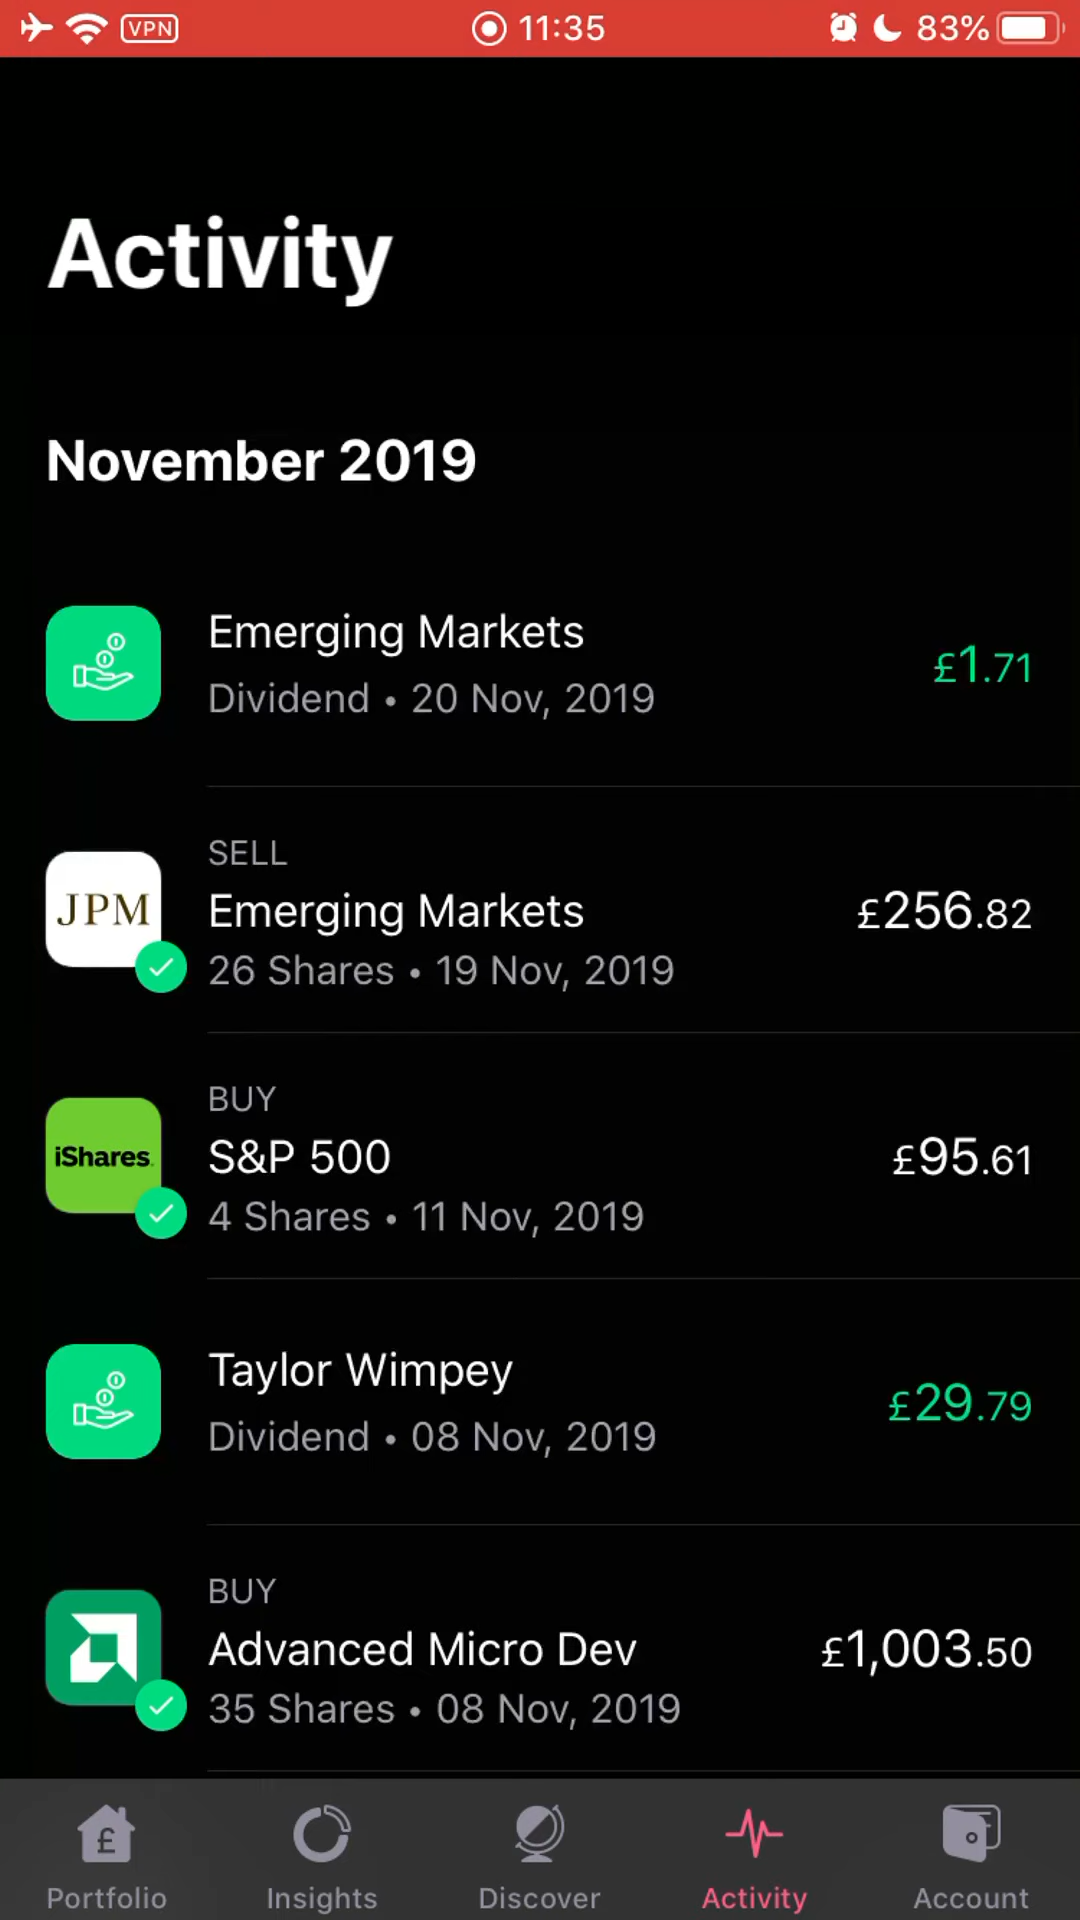 VPN 11:35 83%
Activity
November 2019
Emerging Markets
£1.71
Dividend • 20 Nov, 2019
JPM
SELL
Emerging Markets
£256.82
26 Shares • 19 Nov, 2019
iShares.
BUY
S&P 500
£95.61
4 Shares • 11 Nov, 2019
Taylor Wimpey
£29.79
Dividend • 08 Nov, 2019
BUY
Advanced Micro Dev
£1,003.50
35 Shares • 08 Nov, 2019
£
Portfolio Insights Discover Activity Account